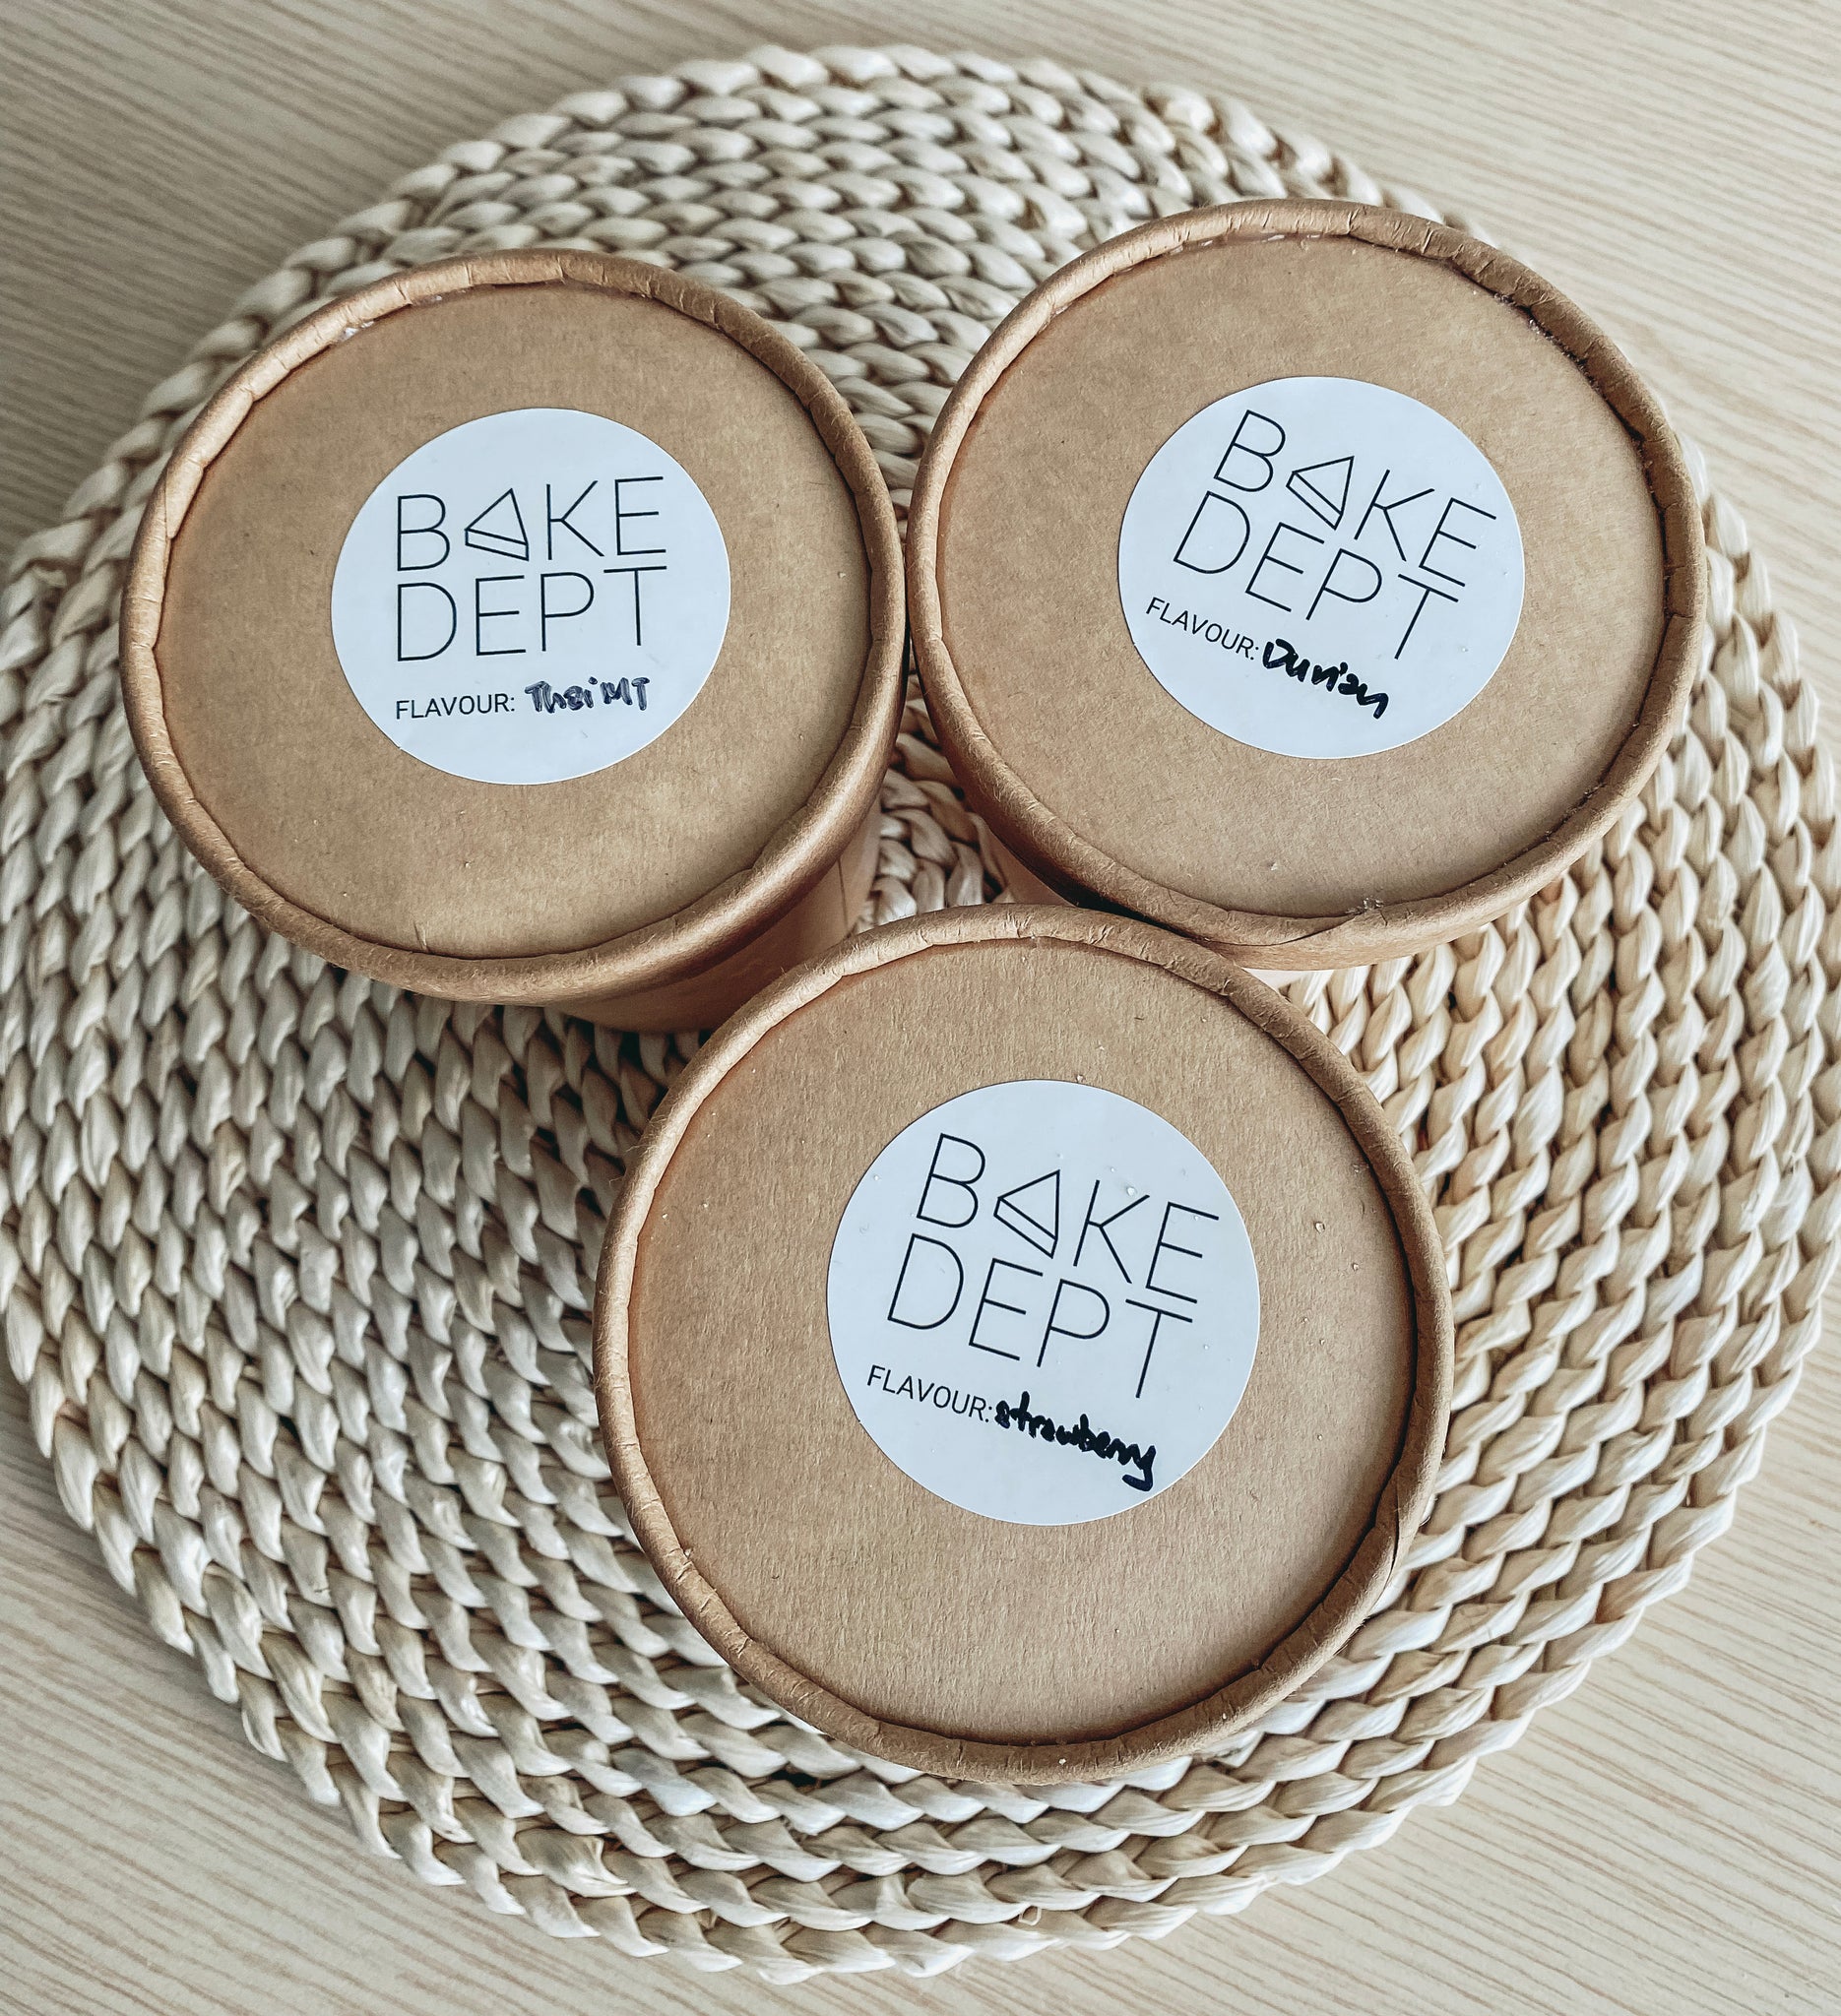 BAKE
DEPT
FLAVOUR: Thai MT
BAKE
DEPT
FLAVOUR: Durian
BAKE
DEPT
FLAVOUR: strawberry